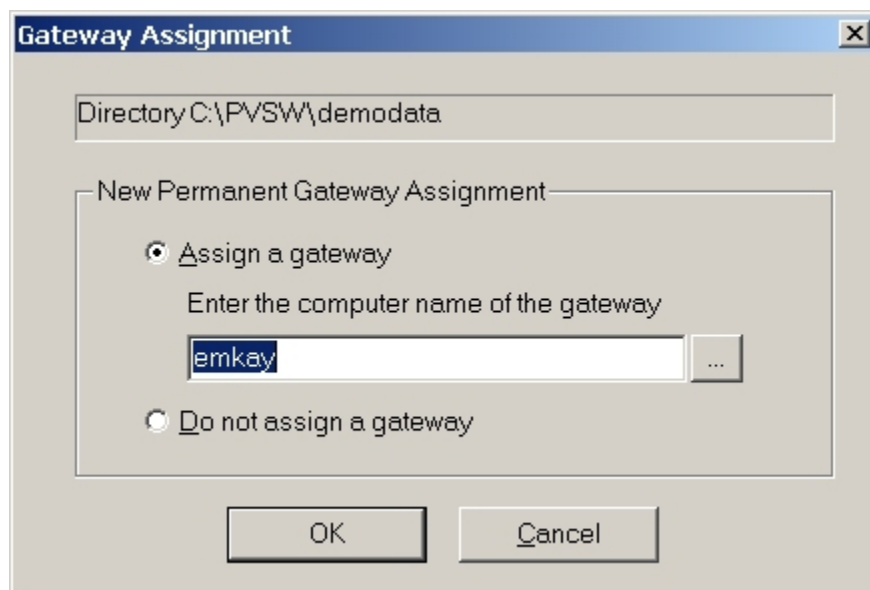 Gateway Assignment
Directory C:\PVSW\demodata
New Permanent Gateway Assignment
Assign a gateway
Enter the computer name of the gateway
emkay
...
Do not assign a gateway
OK
Cancel